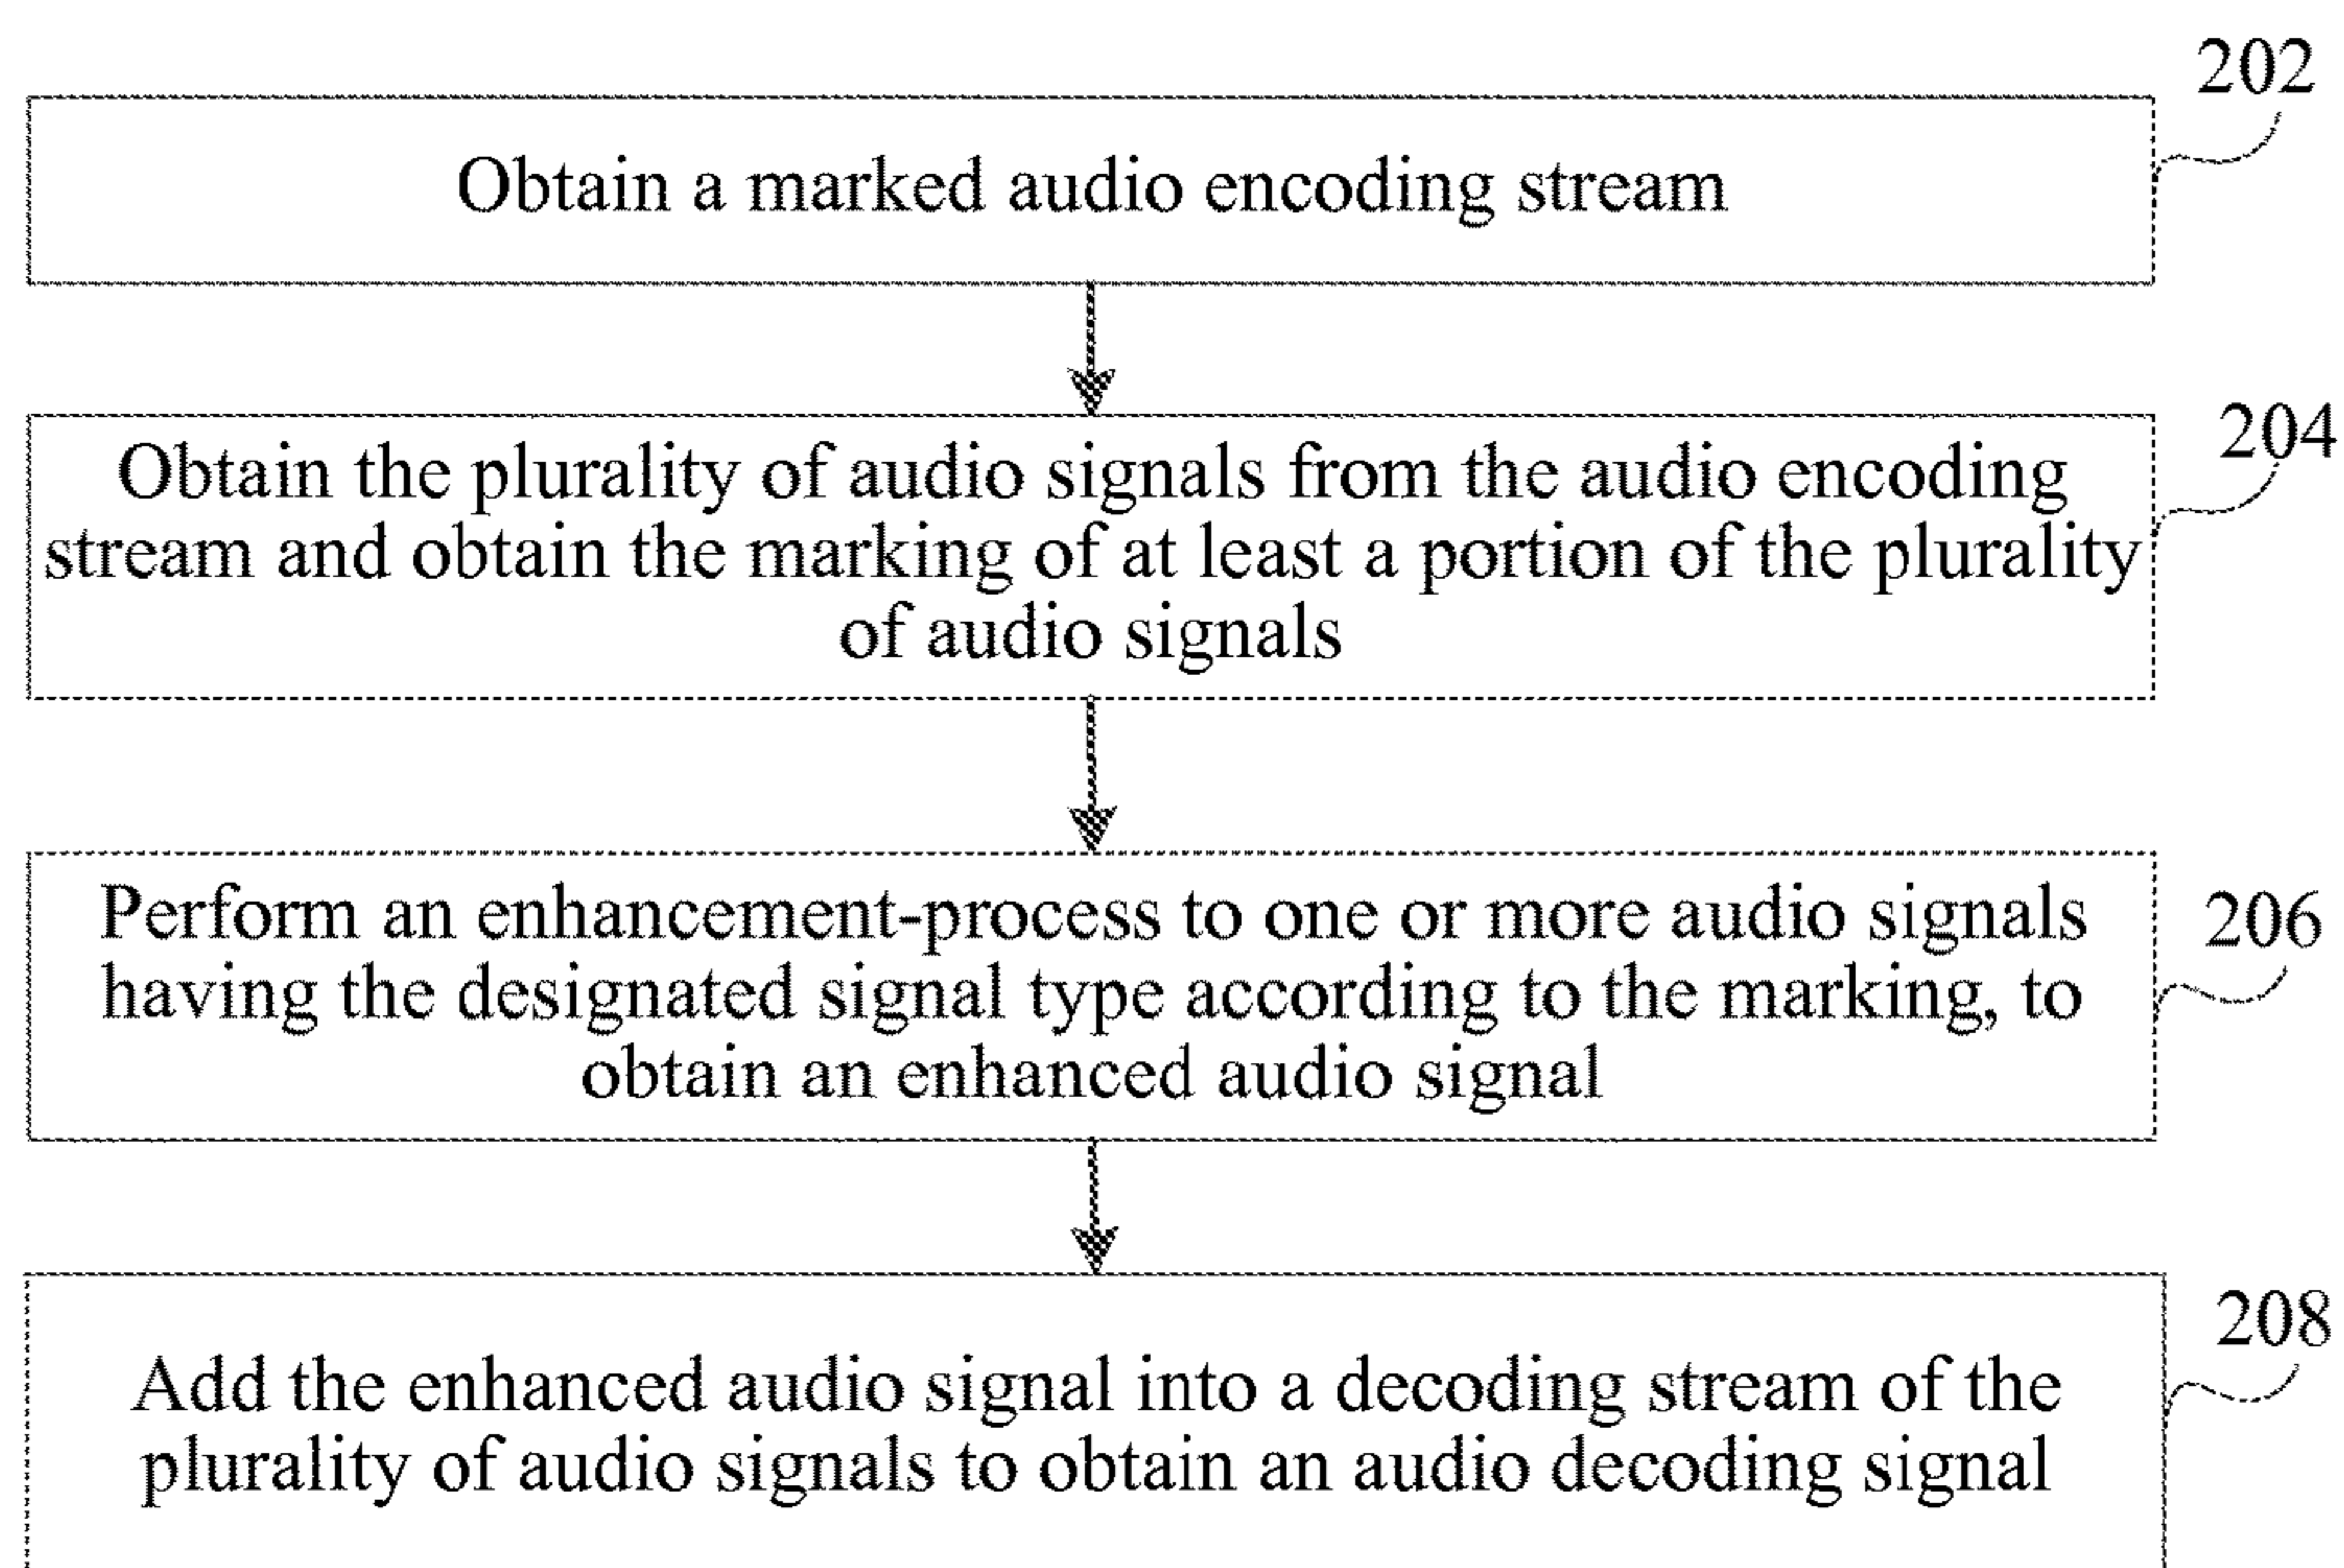 202
Obtain a marked audio encoding stream
204
Obtain the plurality of audio signals from the audio encoding
stream and obtain the marking of at least a portion of the plurality
of audio signals
206
Perform an enhancement-process to one or more audio signals
having the designated signal type according to the marking, to
obtain an enhanced audio signal
208
Add the enhanced audio signal into a decoding stream of the
plurality of audio signals to obtain an audio decoding signal